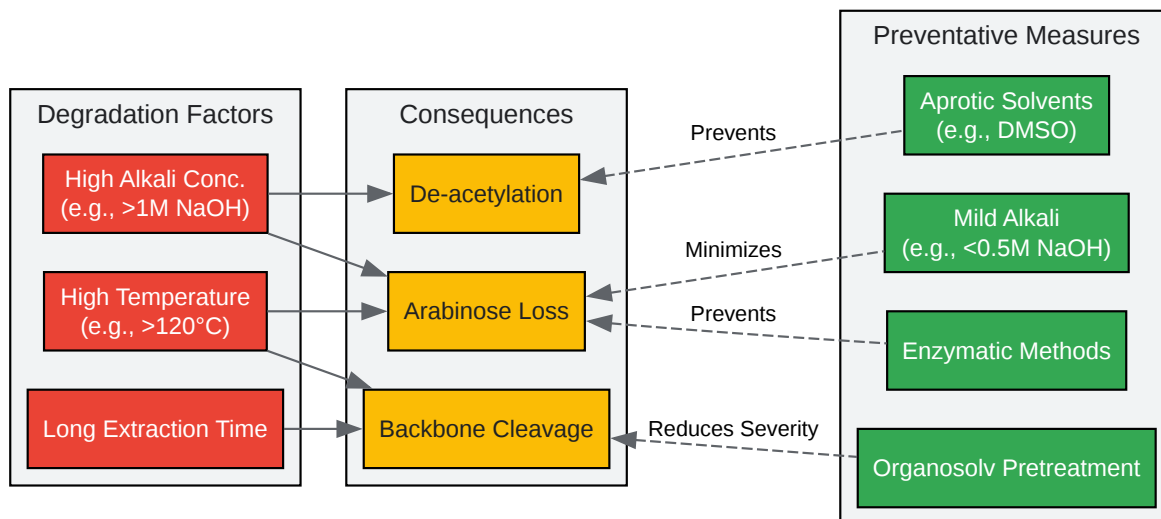 Degradation Factors
High Alkali Conc.
(e.g., >1M NaOH)
High Temperature
(e.g., >120°C)
Long Extraction Time
Consequences
De-acetylation
Arabinose Loss
Backbone Cleavage
Prevents
Minimizes
Prevents
Reduces Severity
Preventative Measures
Aprotic Solvents
(e.g., DMSO)
Mild Alkali
(e.g., <0.5M NaOH)
Enzymatic Methods
Organosolv Pretreatment